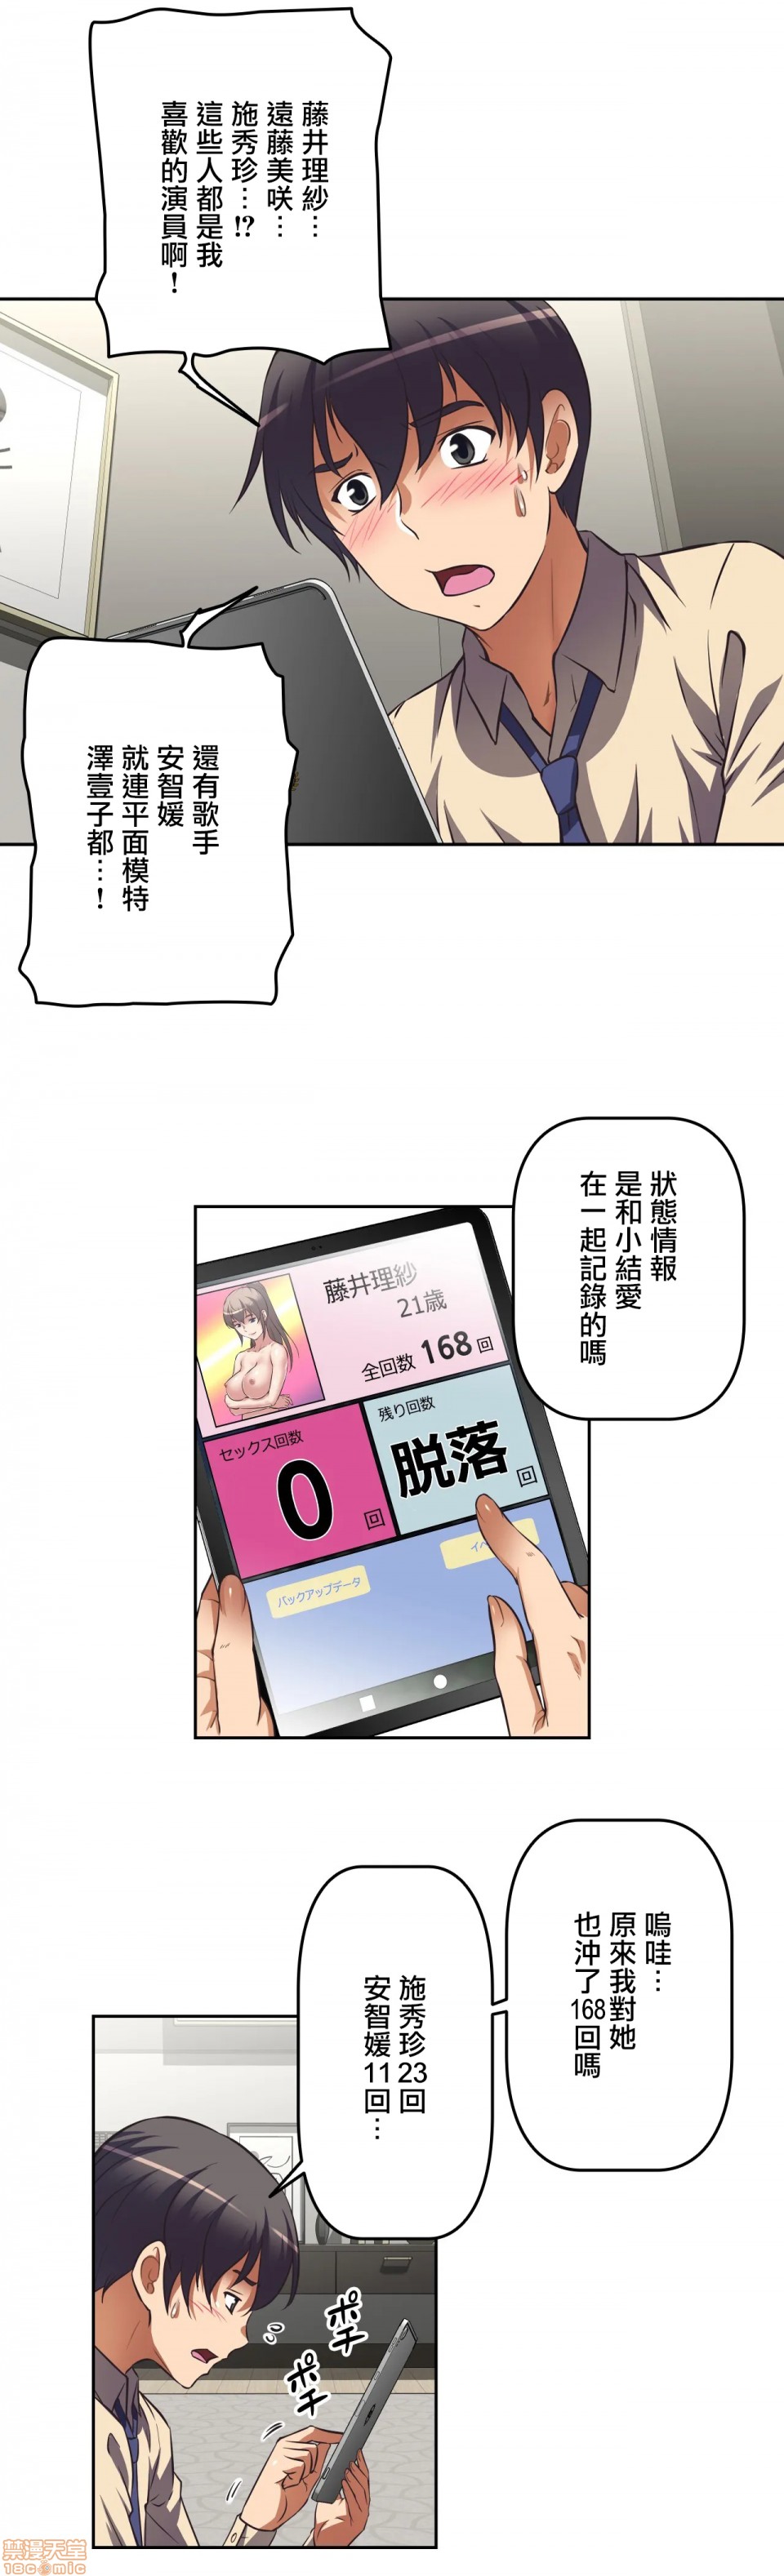 藤井理紗…
遠藤美咲…
施秀珍…!?
這些人都是我
喜歡的演員啊！
還有歌手
安智媛
就連平面模特
澤壹子都…！
狀態情報
是和小結愛
在一起記錄的嗎
藤井理紗
21歳
全回数 168 回
セックス回数
0 回
残り回数
脱落 回
バックアップデータ
嗚哇…
原來我對她
也沖了
168回嗎
施秀珍23回
安智媛11回…
ポチ
ポチ
禁漫天堂
18comic